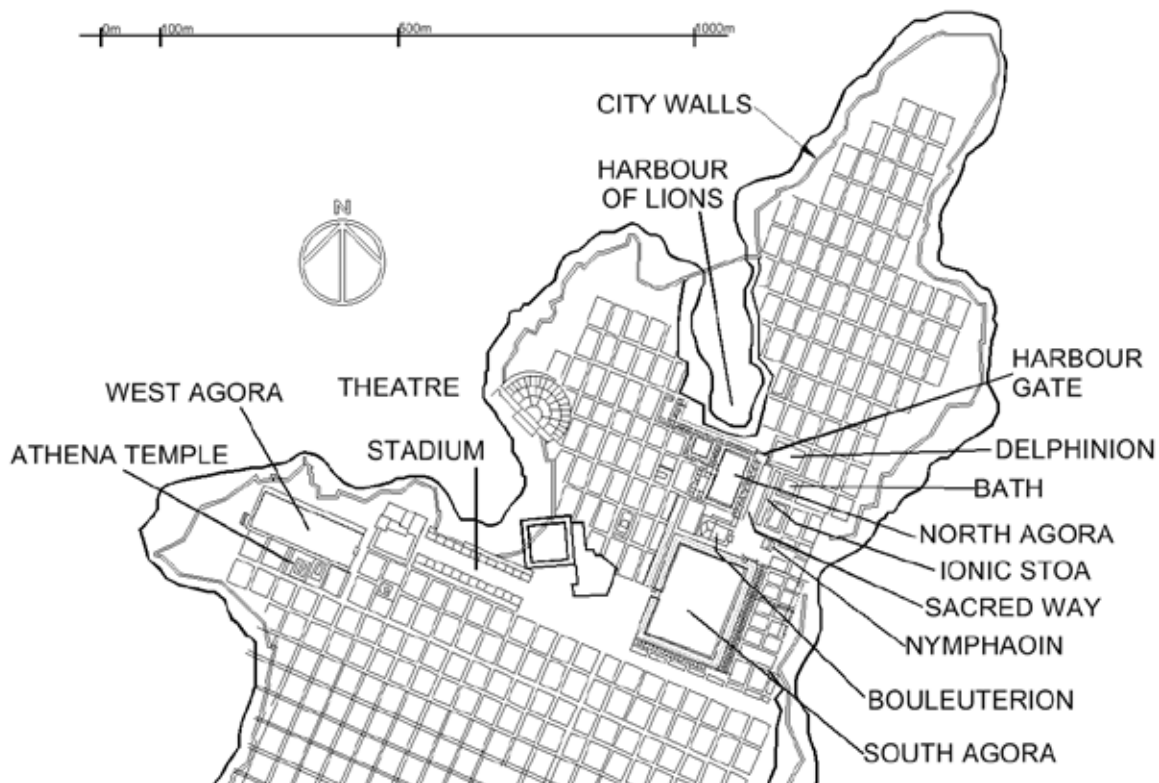 0m 100m 500m 1000m
CITY WALLS
HARBOUR
OF LIONS
N
HARBOUR
GATE
THEATRE
WEST AGORA
STADIUM
ATHENA TEMPLE
DELPHINION
BATH
NORTH AGORA
IONIC STOA
SACRED WAY
NYMPHAOIN
BOULEUTERION
SOUTH AGORA